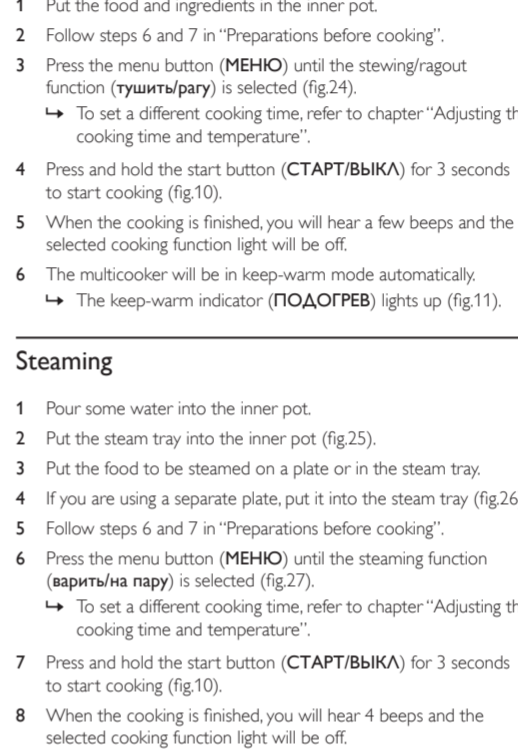 1 Put the food and ingredients in the inner pot.
2 Follow steps 6 and 7 in “Preparations before cooking”.
3 Press the menu button (МЕНЮ) until the stewing/ragout
function (тушить/рагу) is selected (fig.24).
↳ To set a different cooking time, refer to chapter “Adjusting th
cooking time and temperature”.
4 Press and hold the start button (СТАРТ/ВЫКЛ) for 3 seconds
to start cooking (fig.10).
5 When the cooking is finished, you will hear a few beeps and the
selected cooking function light will be off.
6 The multicooker will be in keep-warm mode automatically.
↳ The keep-warm indicator (ПОДОГРЕВ) lights up (fig.11).
Steaming
1 Pour some water into the inner pot.
2 Put the steam tray into the inner pot (fig.25).
3 Put the food to be steamed on a plate or in the steam tray.
4 If you are using a separate plate, put it into the steam tray (fig.26
5 Follow steps 6 and 7 in “Preparations before cooking”.
6 Press the menu button (МЕНЮ) until the steaming function
(варить/на пару) is selected (fig.27).
↳ To set a different cooking time, refer to chapter “Adjusting th
cooking time and temperature”.
7 Press and hold the start button (СТАРТ/ВЫКЛ) for 3 seconds
to start cooking (fig.10).
8 When the cooking is finished, you will hear 4 beeps and the
selected cooking function light will be off.